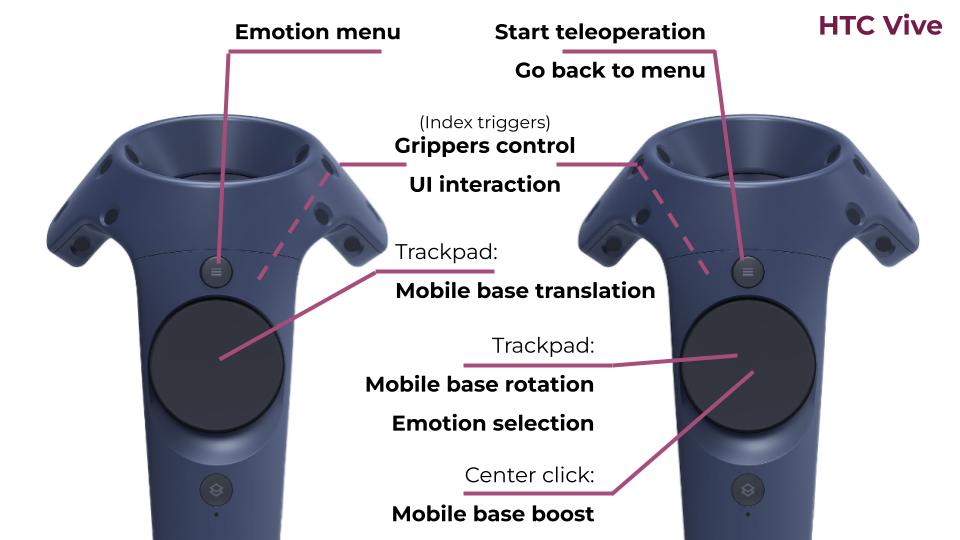 HTC Vive
Emotion menu
Start teleoperation
Go back to menu
(Index triggers)
Grippers control
UI interaction
Trackpad:
Mobile base translation
Trackpad:
Mobile base rotation
Emotion selection
Center click:
Mobile base boost